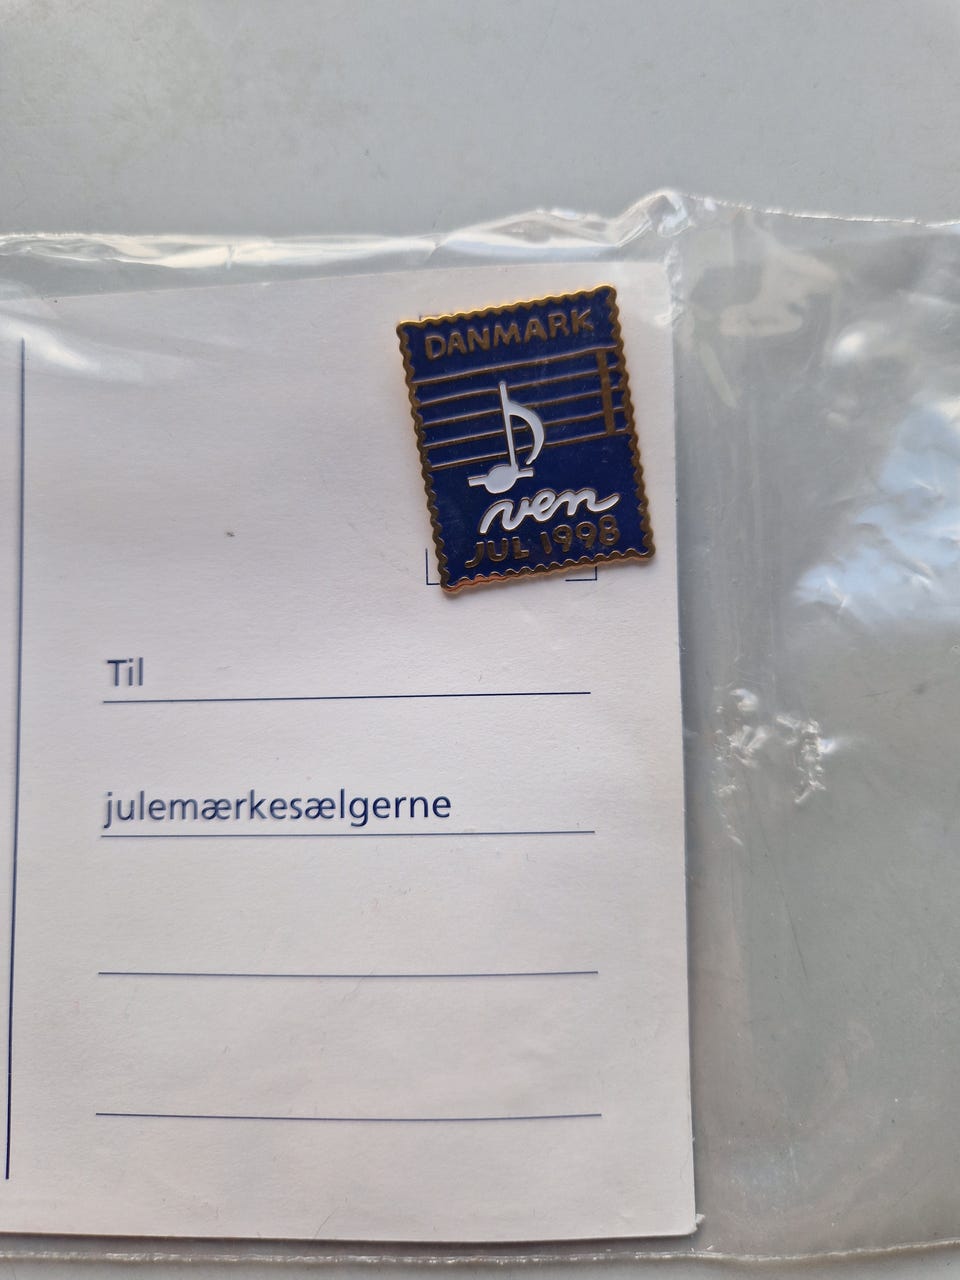 DANMARK
ven
JUL 1998
Til
julemærkesælgerne